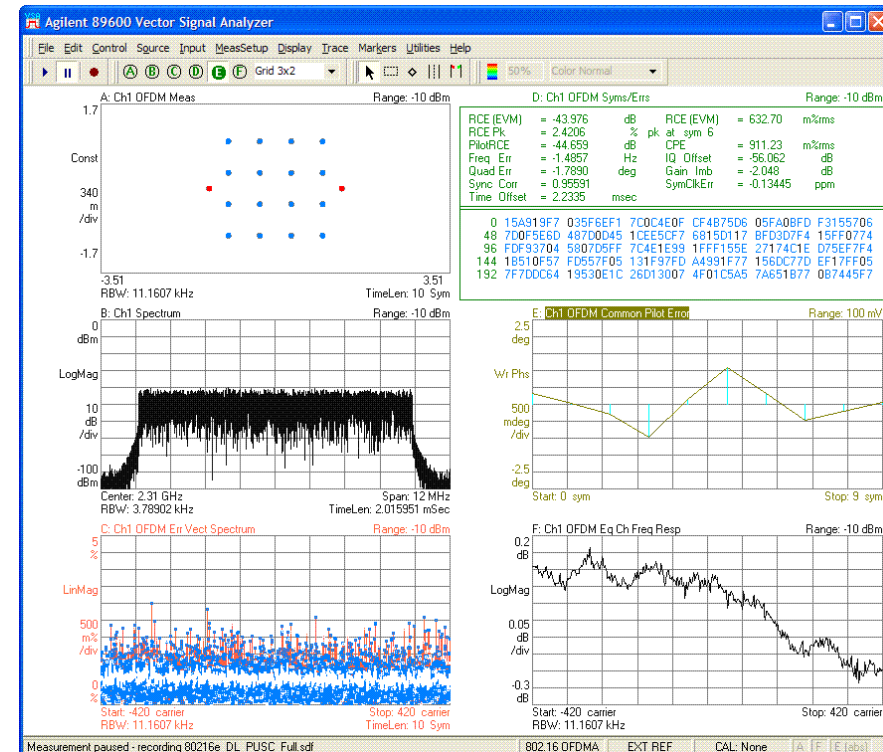 Agilent 89600 Vector Signal Analyzer
File Edit Control Source Input MeasSetup Display Trace Markers Utilities Help
A B C D E F Grid 3x2 50% Color Normal
A: Ch1 OFDM Meas Range: -10 dBm
1.7
Const
340
m
/div
-1.7
-3.51 3.51
RBW: 11.1607 kHz TimeLen: 10 Sym
D: Ch1 OFDM Syms/Errs Range: -10 dBm
RCE (EVM) = -43.976 dB RCE (EVM) = 632.70 m%rms
RCE Pk = 2.4206 % pk at sym 6
PilotRCE = -44.659 dB CPE = 911.23 m%rms
Freq Err = -1.4857 Hz IQ Offset = -56.062 dB
Quad Err = -1.7890 deg Gain Imb = -2.048 dB
Sync Corr = 0.95591 SymClkErr = -0.13445 ppm
Time Offset = 2.2335 msec
0 15A919F7 035F6EF1 7C0C4E0F CF4B75D6 05FA0BFD F3155706
48 7D0F5E6D 487D0D45 1CEE5CF7 6815D117 BFD3D7F4 15FF0774
96 FDF93704 5807D5FF 7C4E1E99 1FFF155E 27174C1E D75EF7F4
144 1B510F57 FD557F05 131F97FD A4991F77 156DC77D EF17FF05
192 7F7DDC64 19530E1C 26D13007 4F01C5A5 7A651B77 0B7445F7
B: Ch1 Spectrum Range: -10 dBm
0
dBm
LogMag
10
dB
/div
-100
dBm
Center: 2.31 GHz Span: 12 MHz
RBW: 3.78902 kHz TimeLen: 2.015951 mSec
E: Ch1 OFDM Common Pilot Error Range: 100 mV
2.5
deg
Wr Phs
500
mdeg
/div
-2.5
deg
Start: 0 sym Stop: 9 sym
C: Ch1 OFDM Err Vect Spectrum Range: -10 dBm
5
%
LinMag
500
m%
/div
0
%
Start: -420 carrier Stop: 420 carrier
RBW: 11.1607 kHz TimeLen: 10 Sym
F: Ch1 OFDM Eq Ch Freq Resp Range: -10 dBm
0.2
dB
LogMag
0.05
dB
/div
-0.3
dB
Start: -420 carrier Stop: 420 carrier
RBW: 11.1607 kHz
Measurement paused - recording 80216e_DL_PUSC_Full.sdf 802.16 OFDMA EXT REF CAL: None A F E [abs]